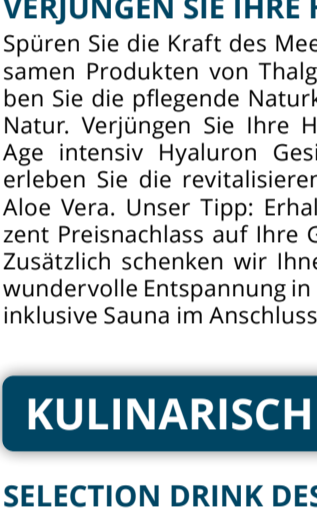 VERJÜNGEN SIE IHRE
Spüren Sie die Kraft des Mee
samen Produkten von Thalg
ben Sie die pflegende Naturk
Natur. Verjüngen Sie Ihre H
Age intensiv Hyaluron Gesi
erleben Sie die revitalisieren
Aloe Vera. Unser Tipp: Erhal
zent Preisnachlass auf Ihre G
Zusätzlich schenken wir Ihne
wundervolle Entspannung in
inklusive Sauna im Anschluss
KULINARISCH
SELECTION DRINK DES